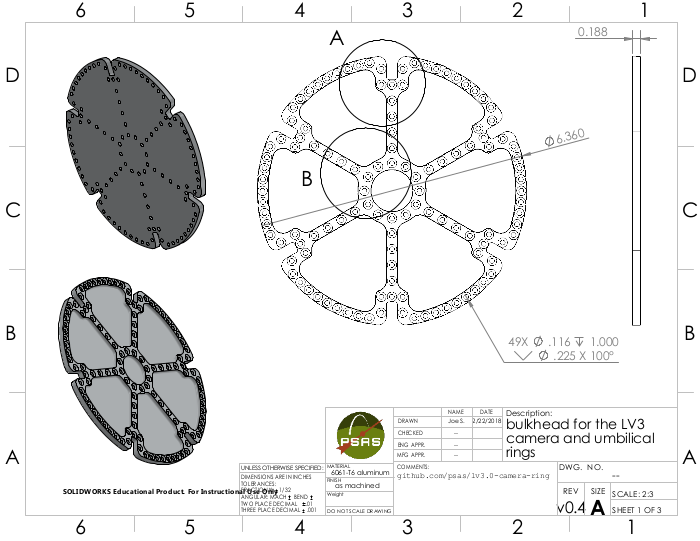 6 5 4 3 2 1
D D
C C
B B
A A
A
B
0.188
Ø6.360
49X Ø .116 ↧ 1.000
⌵ Ø .225 X 100°
SOLIDWORKS Educational Product. For Instructional Use Only
UNLESS OTHERWISE SPECIFIED:
DIMENSIONS ARE IN INCHES
TOLERANCES:
1/32
ANGULAR: MACH ± BEND ±
TWO PLACE DECIMAL ±.01
THREE PLACE DECIMAL ±.001
PSAS
MATERIAL
6061-T6 aluminum
FINISH
as machined
Weight
DO NOT SCALE DRAWING
NAME DATE
DRAWN Joe S. 2/22/2018
CHECKED --
ENG APPR. --
MFG APPR. --
COMMENTS:
github.com/psas/lv3.0-camera-ring
Description:
bulkhead for the LV3
camera and umbilical
rings
DWG. NO.
--
REV
v0.4
SIZE
A
SCALE: 2:3
SHEET 1 OF 3
6 5 4 3 2 1